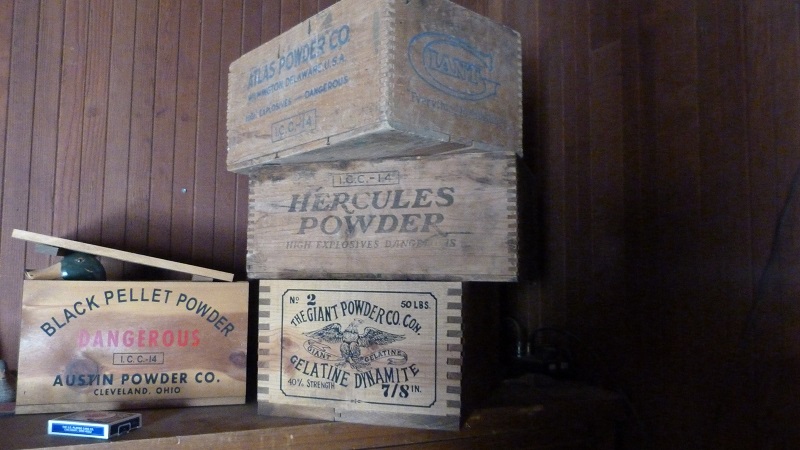 ATLAS POWDER CO.
WILMINGTON, DELAWARE U.S.A.
HIGH EXPLOSIVES — DANGEROUS
I.C.C.-14
GIANT
I.C.C.-14
HERCULES
POWDER
HIGH EXPLOSIVES DANGEROUS
BLACK PELLET POWDER
DANGEROUS
I.C.C.-14
AUSTIN POWDER CO.
CLEVELAND, OHIO
No 2
50 LBS.
THE GIANT POWDER CO. CON.
GIANT GELATINE
GELATINE DYNAMITE
40% STRENGTH
7/8 IN.